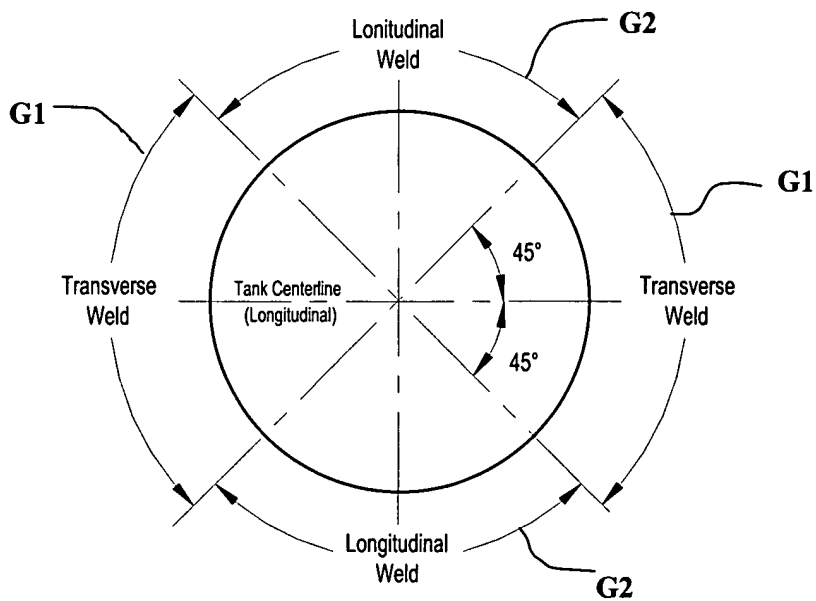 Lonitudinal
Weld
G2
G1
G1
45°
Transverse
Weld
Tank Centerline
(Longitudinal)
Transverse
Weld
45°
Longitudinal
Weld
G2